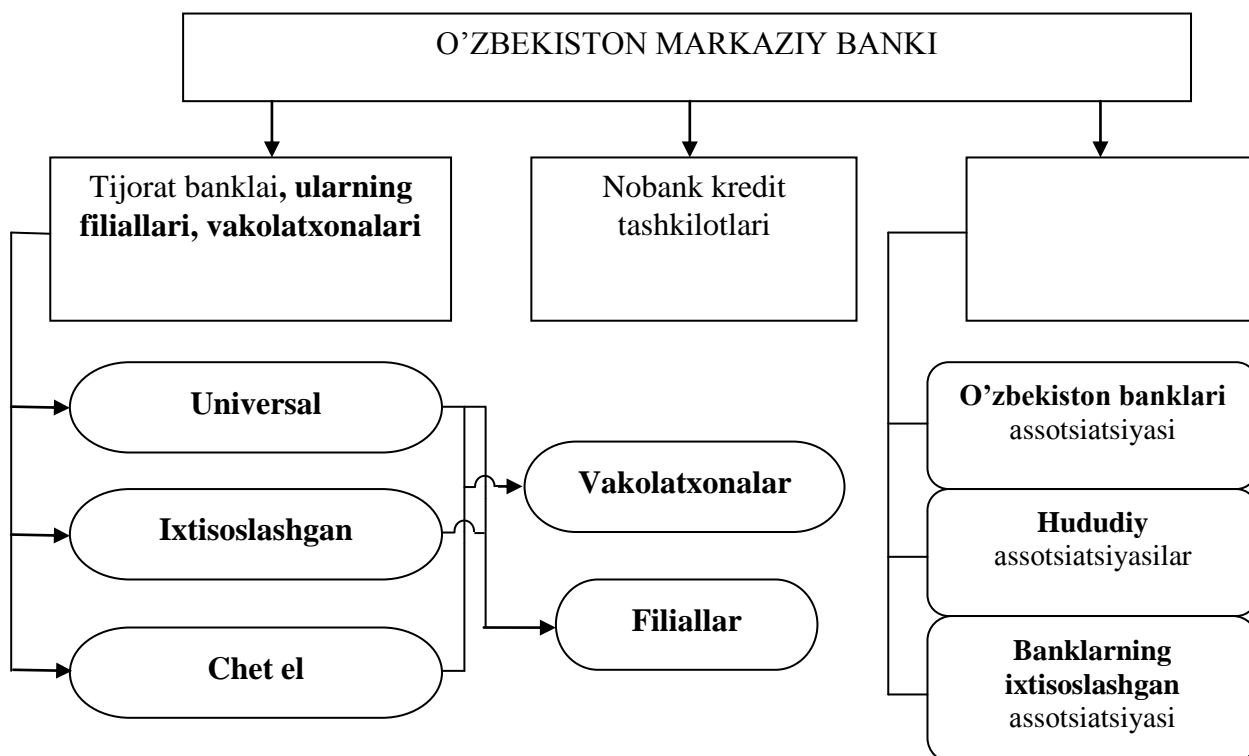 O’ZBEKISTON MARKAZIY BANKI
Tijorat banklai, ularning
filiallari, vakolatxonalari
Nobank kredit
tashkilotlari
Universal
Ixtisoslashgan
Chet el
Vakolatxonalar
Filiallar
O’zbekiston banklari
assotsiatsiyasi
Hududiy
assotsiatsiyasilar
Banklarning
ixtisoslashgan
assotsiatsiyasi